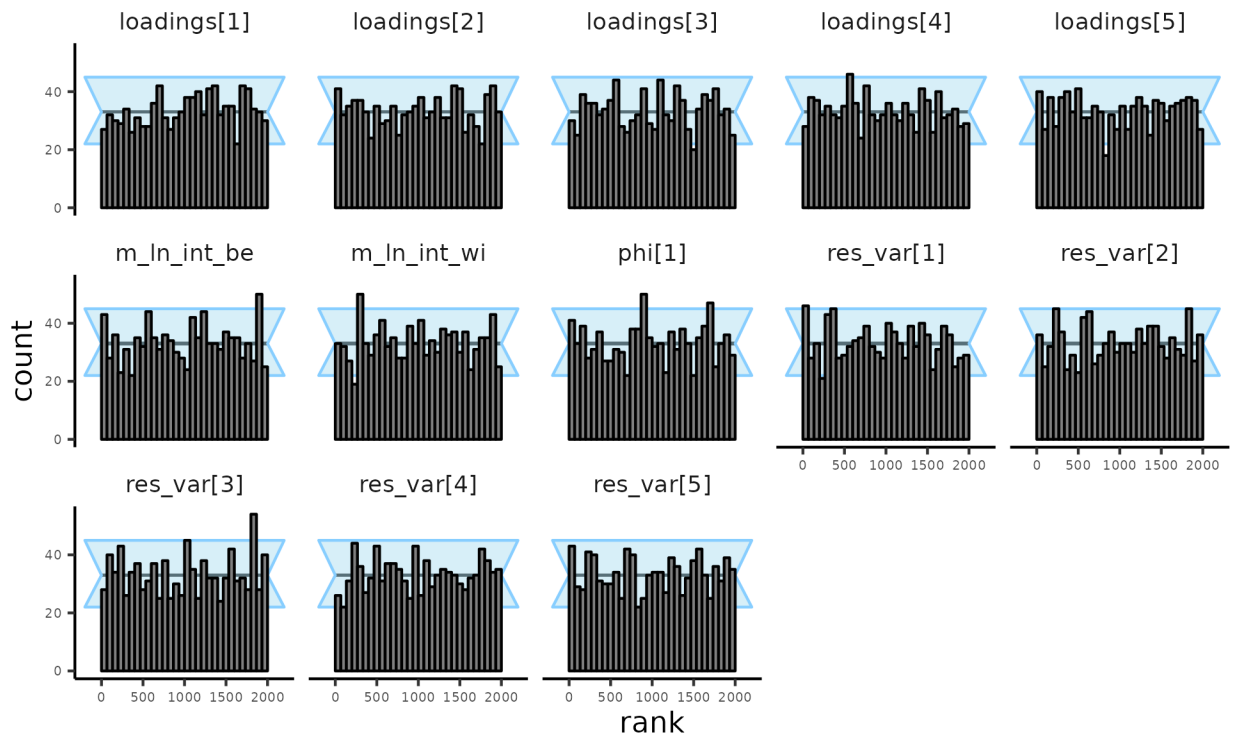 loadings[1] loadings[2] loadings[3] loadings[4] loadings[5]
40
20
0
m_ln_int_be m_ln_int_wi phi[1] res_var[1] res_var[2]
40
20
0
0 500 1000 1500 2000 0 500 1000 1500 2000
res_var[3] res_var[4] res_var[5]
40
20
0
0 500 1000 1500 2000 0 500 1000 1500 2000 0 500 1000 1500 2000
count
rank